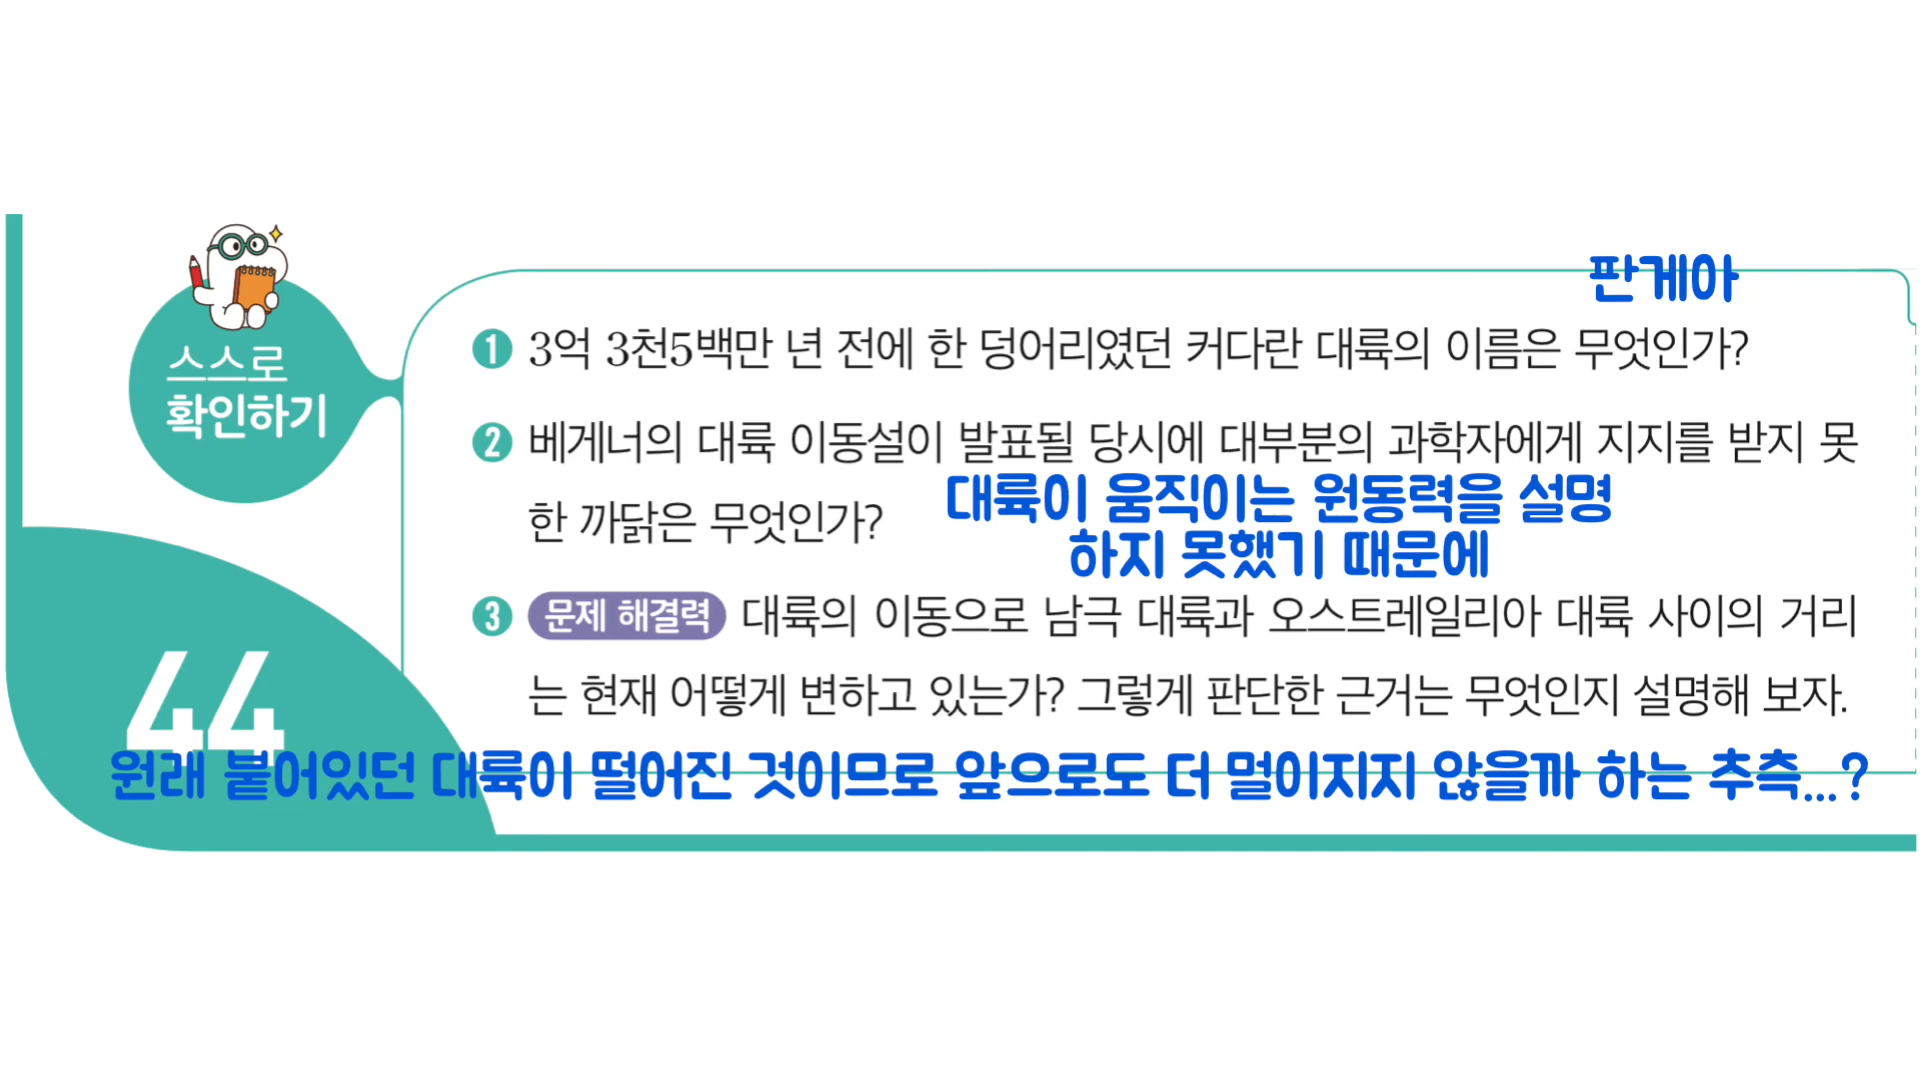 스스로
확인하기
판게아
1 3억 3천5백만 년 전에 한 덩어리였던 커다란 대륙의 이름은 무엇인가?
2 베게너의 대륙 이동설이 발표될 당시에 대부분의 과학자에게 지지를 받지 못
한 까닭은 무엇인가?
대륙이 움직이는 원동력을 설명
하지 못했기 때문에
3 문제 해결력 대륙의 이동으로 남극 대륙과 오스트레일리아 대륙 사이의 거리
는 현재 어떻게 변하고 있는가? 그렇게 판단한 근거는 무엇인지 설명해 보자.
44
원래 붙어있던 대륙이 떨어진 것이므로 앞으로도 더 멀이지지 않을까 하는 추측...?